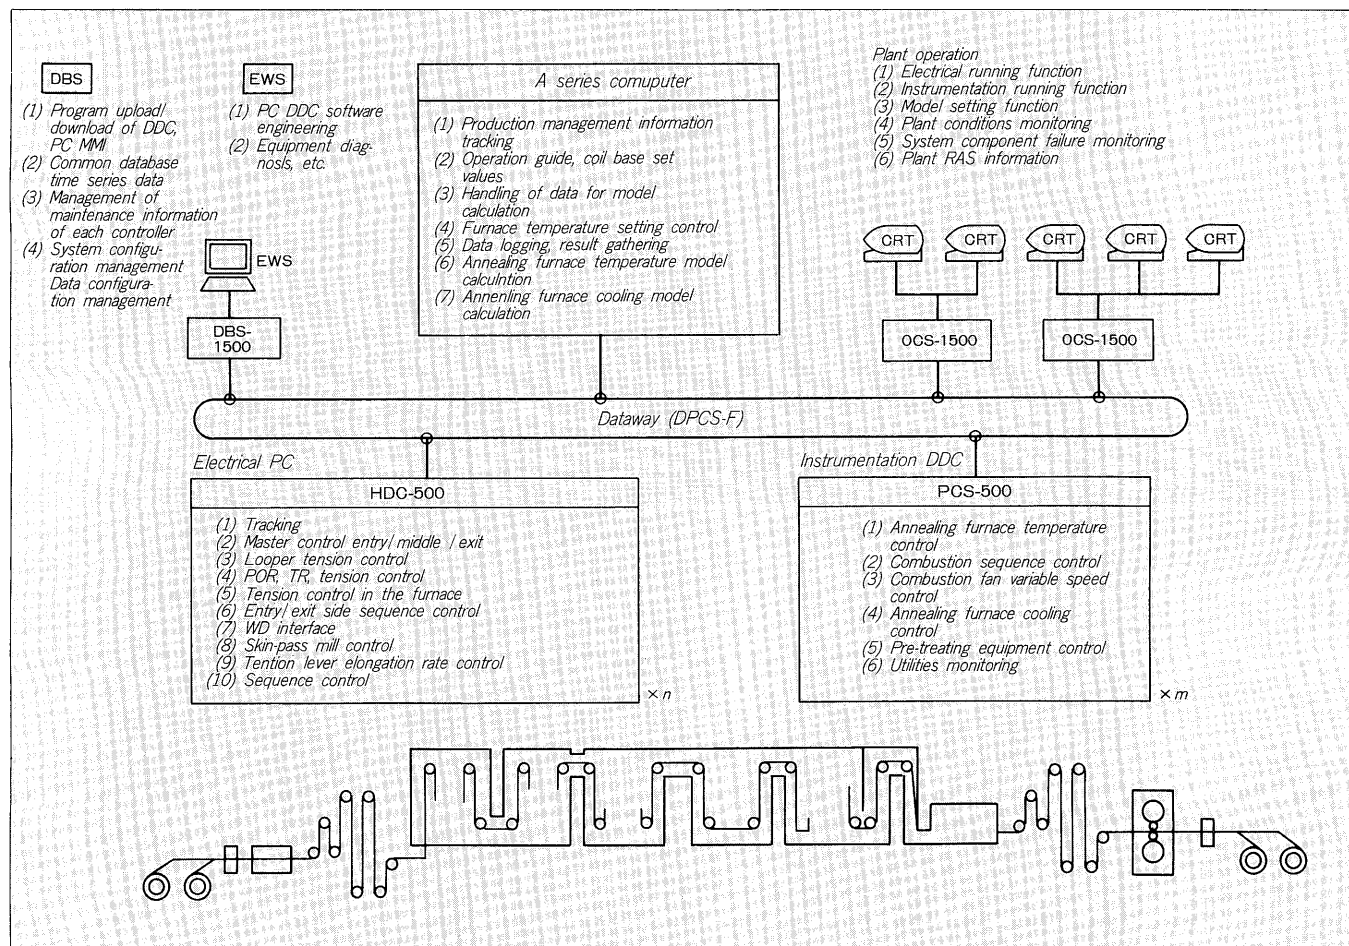 DBS
(1) Program upload/
download of DDC,
PC MMI
(2) Common database
time series data
(3) Management of
maintenance information
of each controller
(4) System configu-
ration management
Data configura-
tion management
EWS
(1) PC DDC software
engineering
(2) Equipment diag-
nosIs, etc.
EWS
DBS-
1500
A series comuputer
(1) Production management information
tracking
(2) Operation guide, coil base set
values
(3) Handling of data for model
calculation
(4) Furnace temperature setting control
(5) Data logging, result gathering
(6) Annealing furnace temperature model
calcuintion
(7) Annenling furnace cooling model
calculation
Plant operation
(1) Electrical running function
(2) Instrumentation running function
(3) Model setting function
(4) Plant conditions monitoring
(5) System component failure monitoring
(6) Plant RAS information
CRT CRT CRT CRT CRT
OCS-1500 OCS-1500
Dataway (DPCS-F)
Electrical PC
HDC-500
(1) Tracking
(2) Master control entry/middle /exit
(3) Looper tension control
(4) POR, TR, tension control
(5) Tension control in the furnace
(6) Entry/exit side sequence control
(7) WD interface
(8) Skin-pass mill control
(9) Tention lever elongation rate control
(10) Sequence control
×n
Instrumentation DDC
PCS-500
(1) Annealing furnace temperature
control
(2) Combustion sequence control
(3) Combustion fan variable speed
control
(4) Annealing furnace cooling
control
(5) Pre-treating equipment control
(6) Utilities monitoring
×m